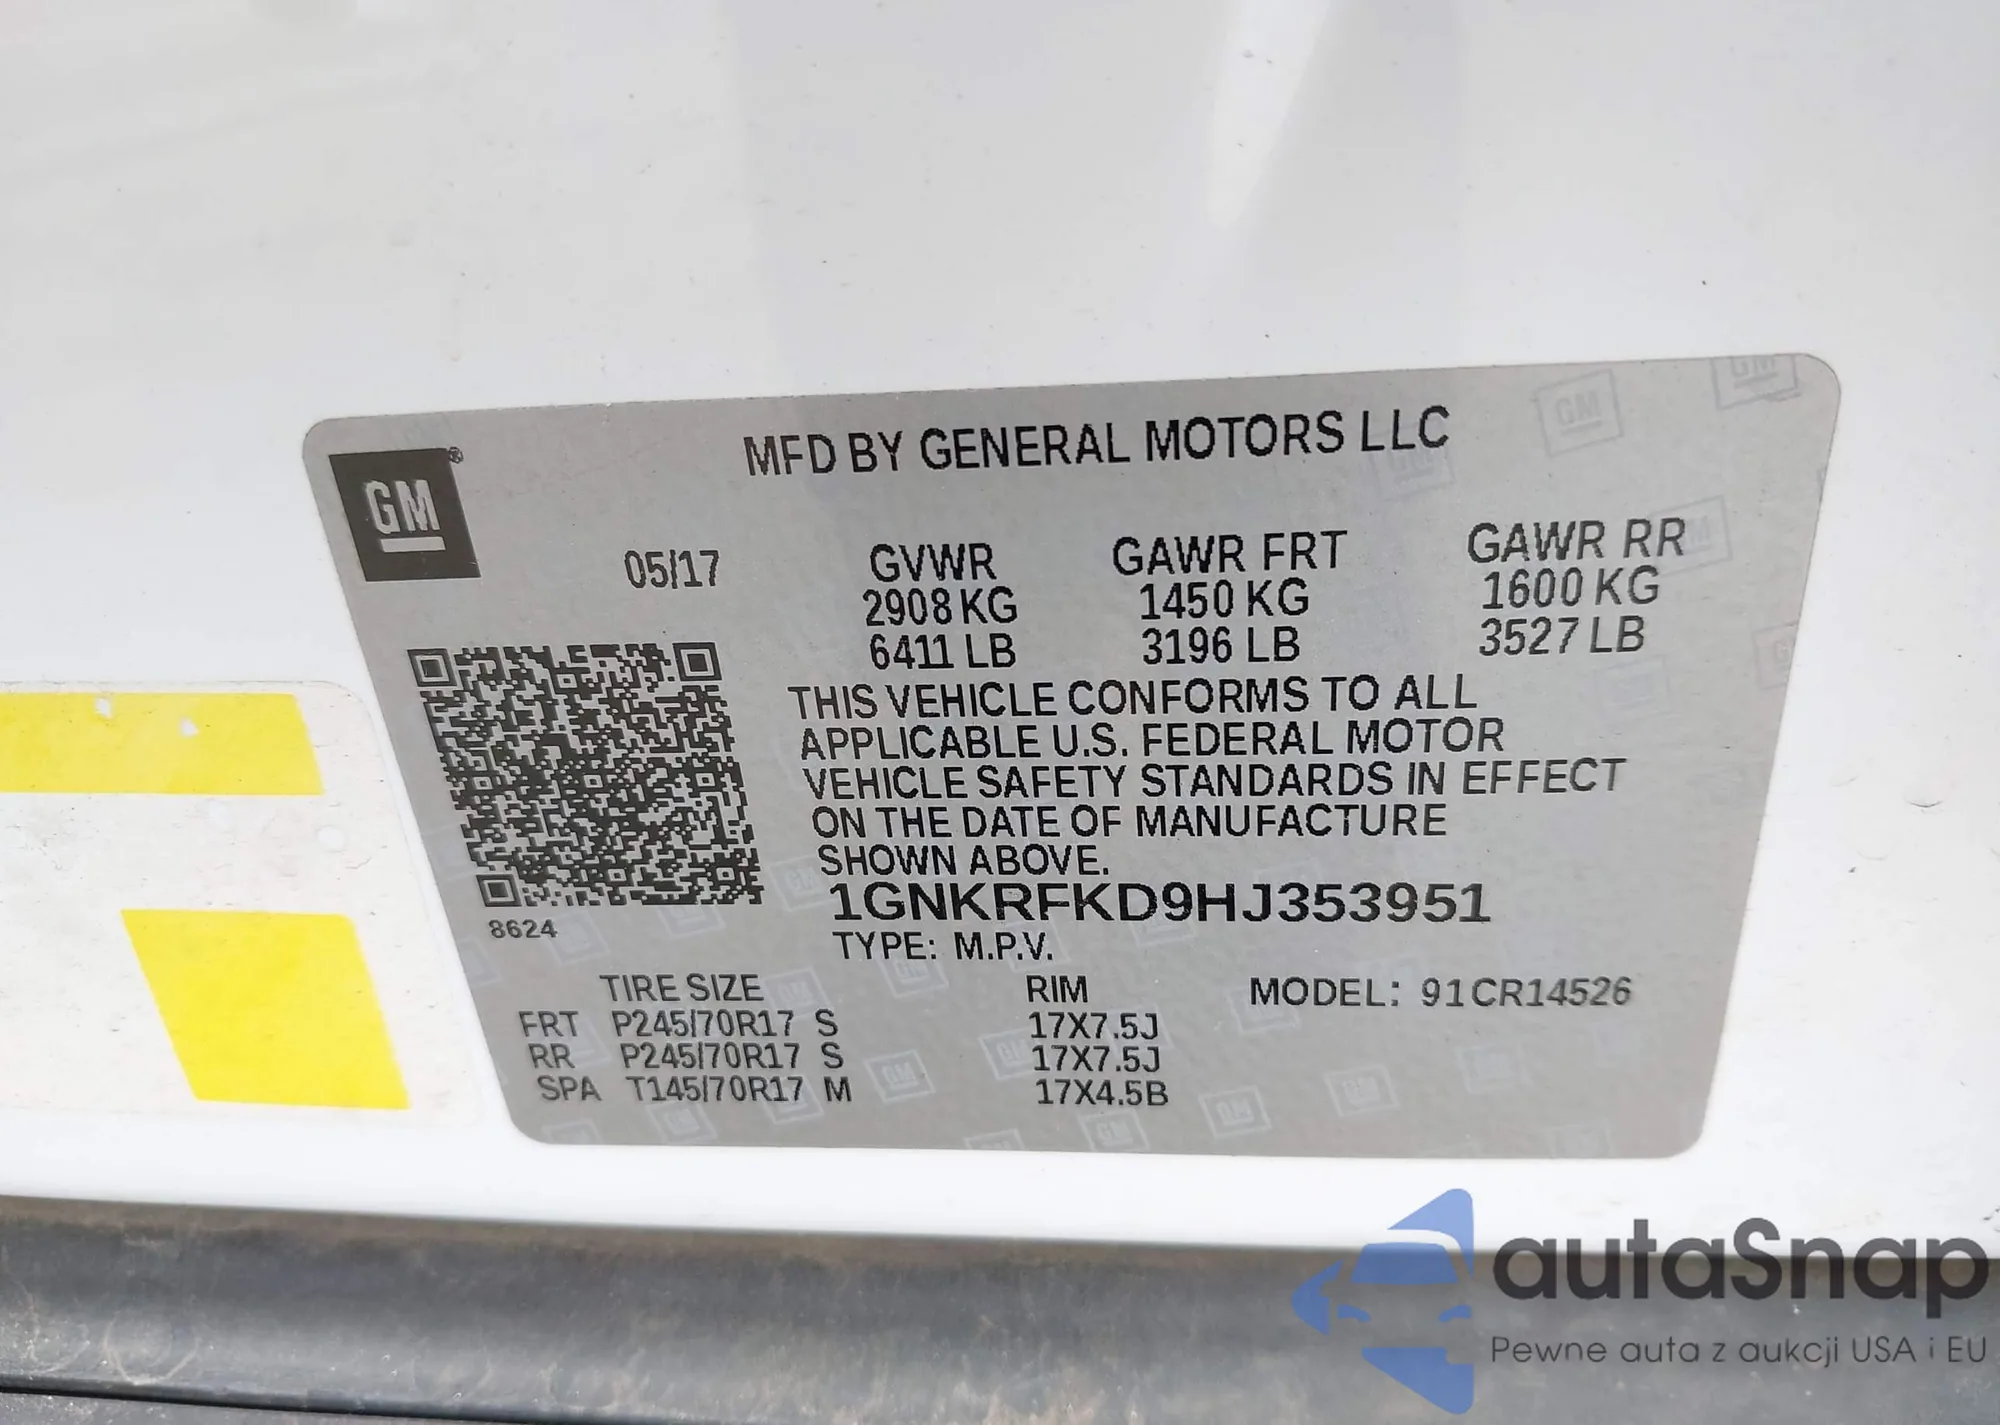 MFD BY GENERAL MOTORS LLC
GM®
05/17
GVWR GAWR FRT GAWR RR
2908 KG 1450 KG 1600 KG
6411 LB 3196 LB 3527 LB
THIS VEHICLE CONFORMS TO ALL
APPLICABLE U.S. FEDERAL MOTOR
VEHICLE SAFETY STANDARDS IN EFFECT
ON THE DATE OF MANUFACTURE
SHOWN ABOVE.
1GNKRFKD9HJ353951
8624
TYPE: M.P.V.
TIRE SIZE RIM MODEL: 91CR14526
FRT P245/70R17 S 17X7.5J
RR P245/70R17 S 17X7.5J
SPA T145/70R17 M 17X4.5B
autaSnap
Pewne auta z aukcji USA i EU